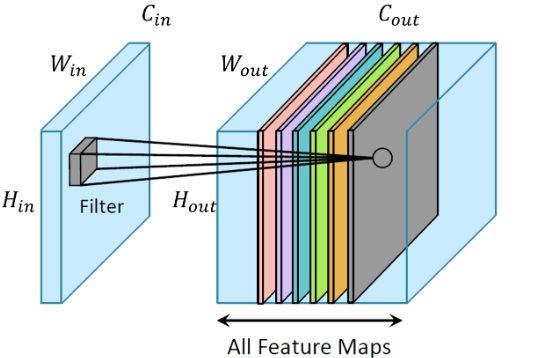 C_in
C_out
W_in
W_out
H_in
Filter
H_out
All Feature Maps